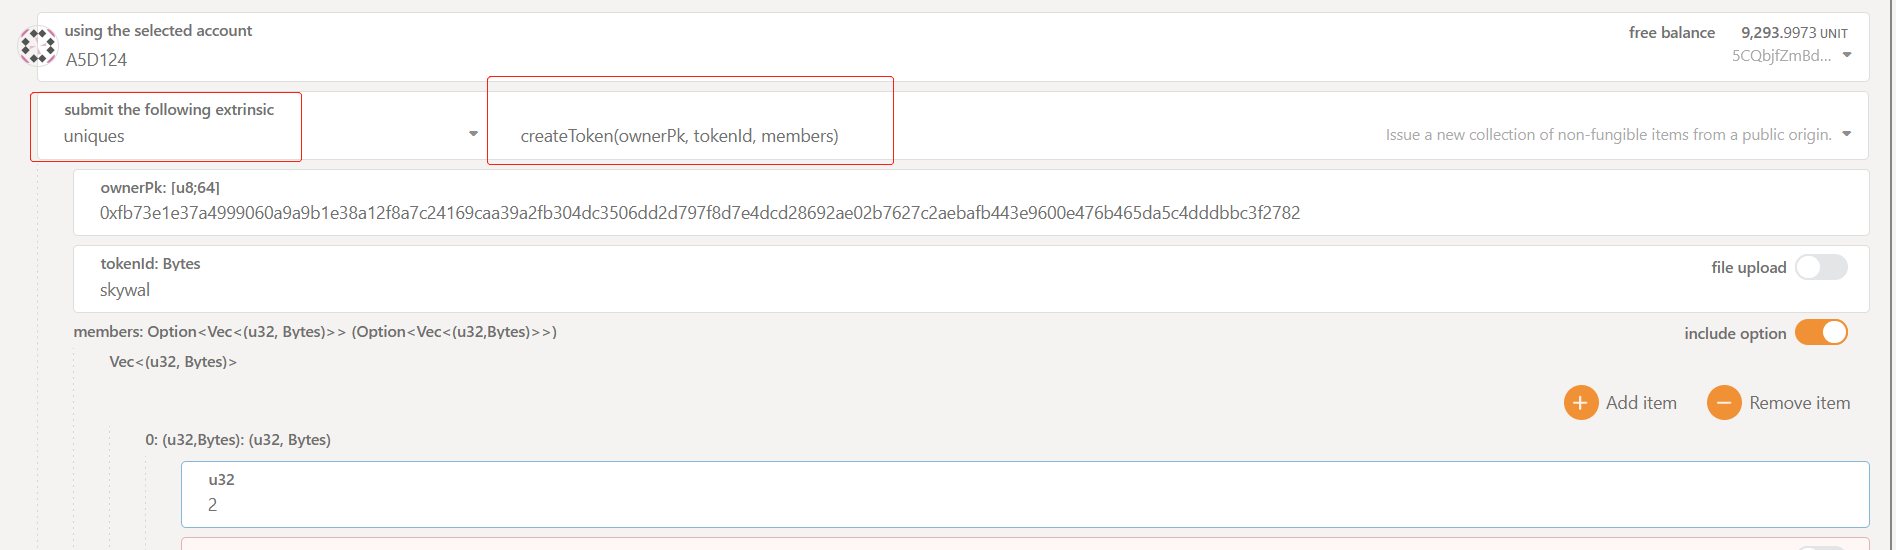 using the selected account
A5D124
free balance 9,293.9973 UNIT
5CQbjfZmBd...
submit the following extrinsic
uniques
createToken(ownerPk, tokenId, members)
Issue a new collection of non-fungible items from a public origin.
ownerPk: [u8;64]
0xfb73e1e37a4999060a9a9b1e38a12f8a7c24169caa39a2fb304dc3506dd2d797f8d7e4dcd28692ae02b7627c2aebafb443e9600e476b465da5c4dddbbc3f2782
tokenId: Bytes
skywal
file upload
members: Option<Vec<(u32, Bytes)>> (Option<Vec<(u32,Bytes)>>)
include option
Vec<(u32, Bytes)>
Add item
Remove item
0: (u32,Bytes): (u32, Bytes)
u32
2